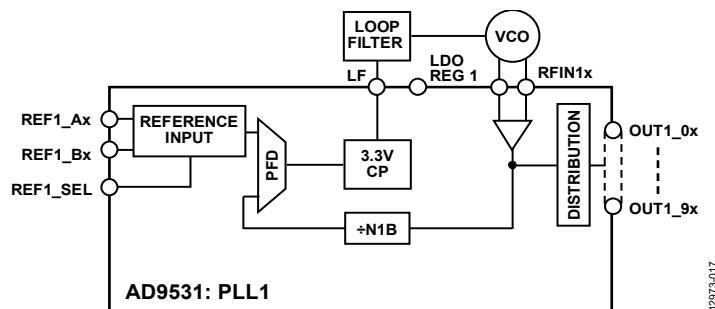 LOOP
FILTER
VCO
LF
LDO
REG 1
RFIN1x
REF1_Ax
REF1_Bx
REF1_SEL
REFERENCE
INPUT
PFD
3.3V
CP
DISTRIBUTION
OUT1_0x
OUT1_9x
÷N1B
AD9531: PLL1
12973-017